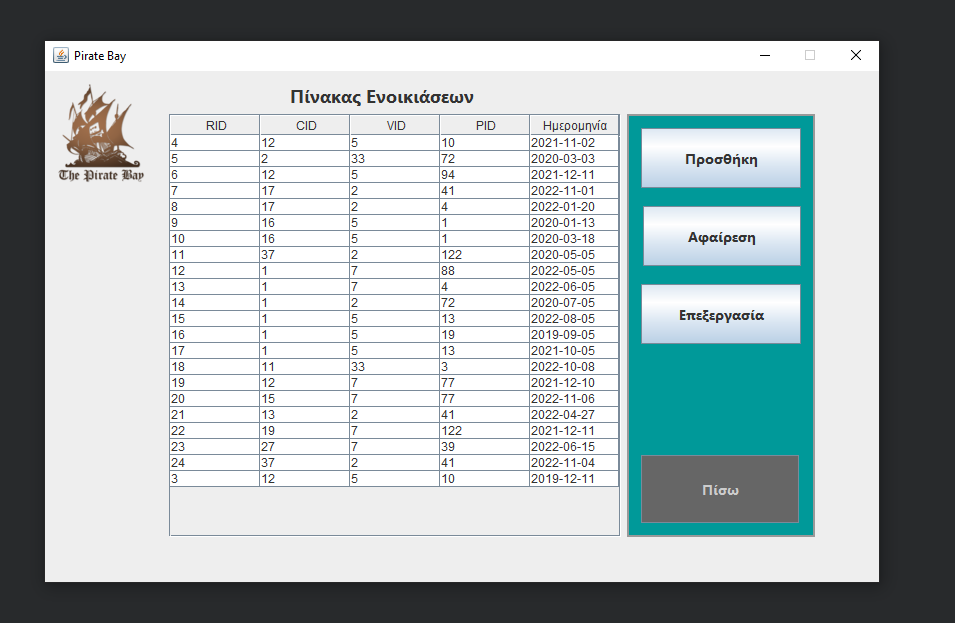 Pirate Bay
The Pirate Bay
Πίνακας Ενοικιάσεων
RID CID VID PID Ημερομηνία
4 12 5 10 2021-11-02
5 2 33 72 2020-03-03
6 12 5 94 2021-12-11
7 17 2 41 2022-11-01
8 17 2 4 2022-01-20
9 16 5 1 2020-01-13
10 16 5 1 2020-03-18
11 37 2 122 2020-05-05
12 1 7 88 2022-05-05
13 1 7 4 2022-06-05
14 1 2 72 2020-07-05
15 1 5 13 2022-08-05
16 1 5 19 2019-09-05
17 1 5 13 2021-10-05
18 11 33 3 2022-10-08
19 12 7 77 2021-12-10
20 15 7 77 2022-11-06
21 13 2 41 2022-04-27
22 19 7 122 2021-12-11
23 27 7 39 2022-06-15
24 37 2 41 2022-11-04
3 12 5 10 2019-12-11
Προσθήκη
Αφαίρεση
Επεξεργασία
Πίσω